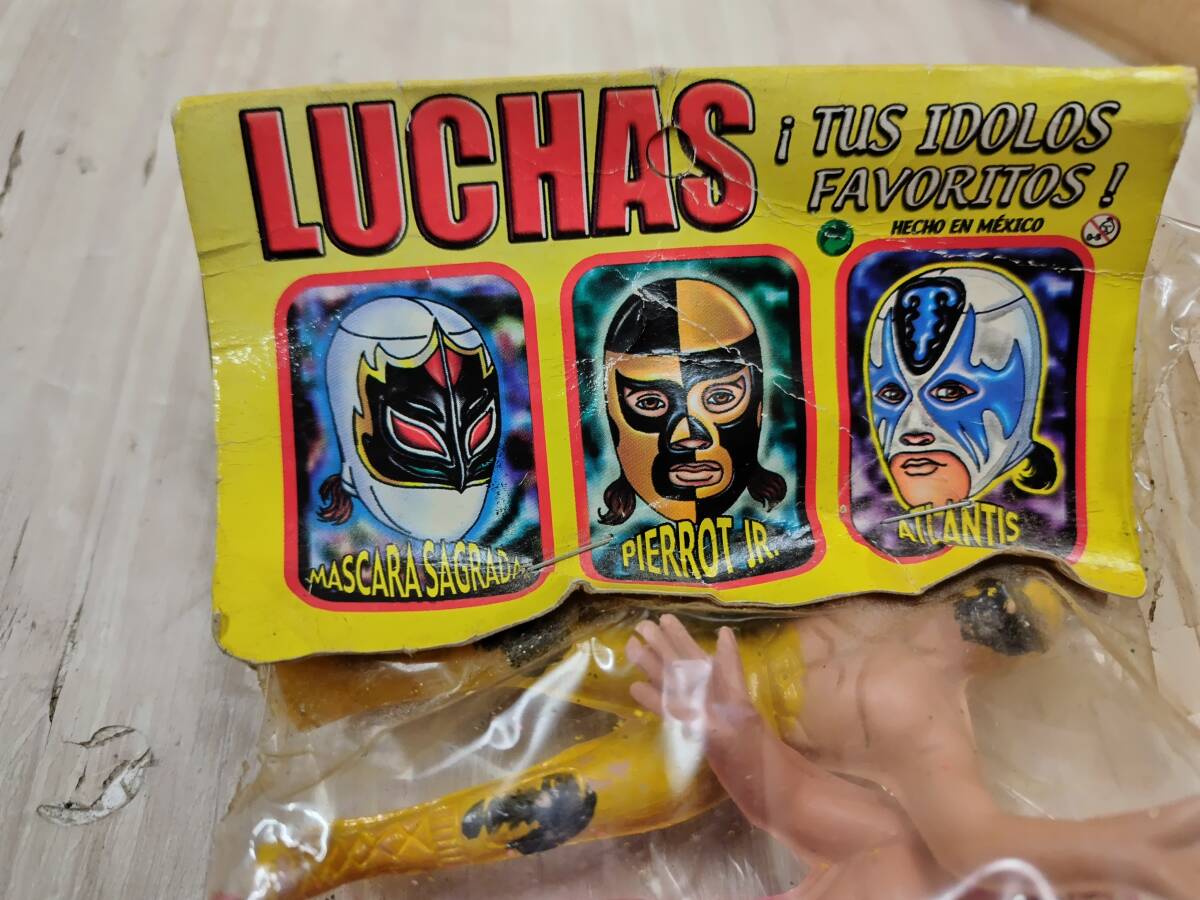 LUCHAS
¡ TUS IDOLOS
FAVORITOS !
HECHO EN MÉXICO
MASCARA SAGRADA
PIERROT JR.
ATLANTIS